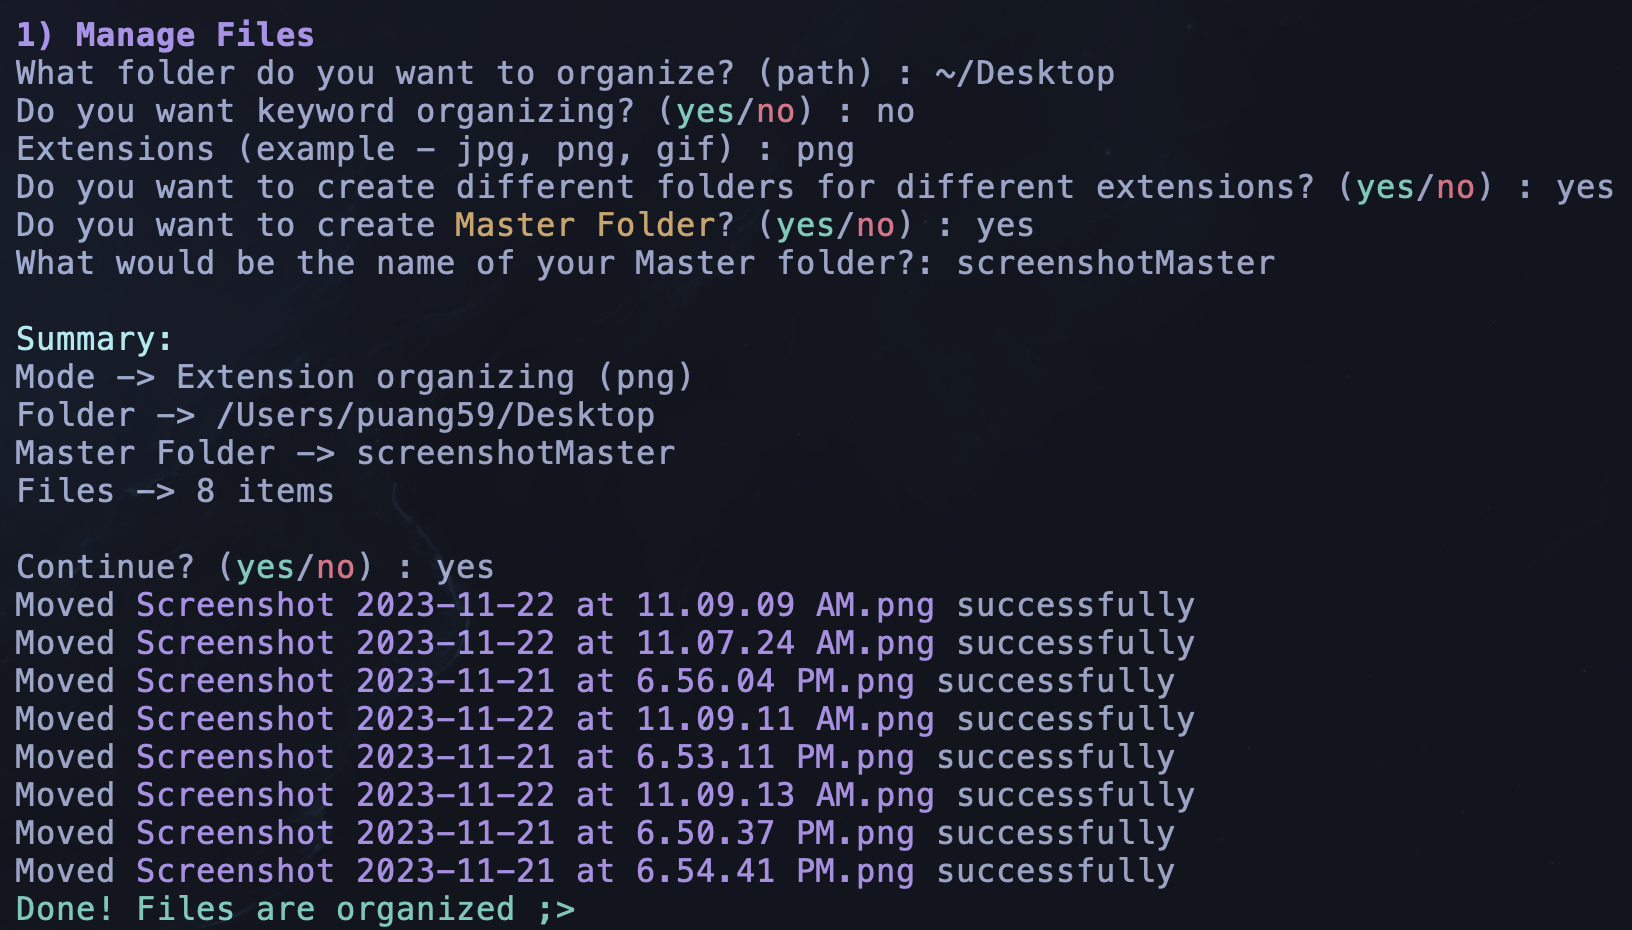 1) Manage Files
What folder do you want to organize? (path) : ~/Desktop
Do you want keyword organizing? (yes/no) : no
Extensions (example - jpg, png, gif) : png
Do you want to create different folders for different extensions? (yes/no) : yes
Do you want to create Master Folder? (yes/no) : yes
What would be the name of your Master folder?: screenshotMaster
Summary:
Mode -> Extension organizing (png)
Folder -> /Users/puang59/Desktop
Master Folder -> screenshotMaster
Files -> 8 items
Continue? (yes/no) : yes
Moved Screenshot 2023-11-22 at 11.09.09 AM.png successfully
Moved Screenshot 2023-11-22 at 11.07.24 AM.png successfully
Moved Screenshot 2023-11-21 at 6.56.04 PM.png successfully
Moved Screenshot 2023-11-22 at 11.09.11 AM.png successfully
Moved Screenshot 2023-11-21 at 6.53.11 PM.png successfully
Moved Screenshot 2023-11-22 at 11.09.13 AM.png successfully
Moved Screenshot 2023-11-21 at 6.50.37 PM.png successfully
Moved Screenshot 2023-11-21 at 6.54.41 PM.png successfully
Done! Files are organized ;>